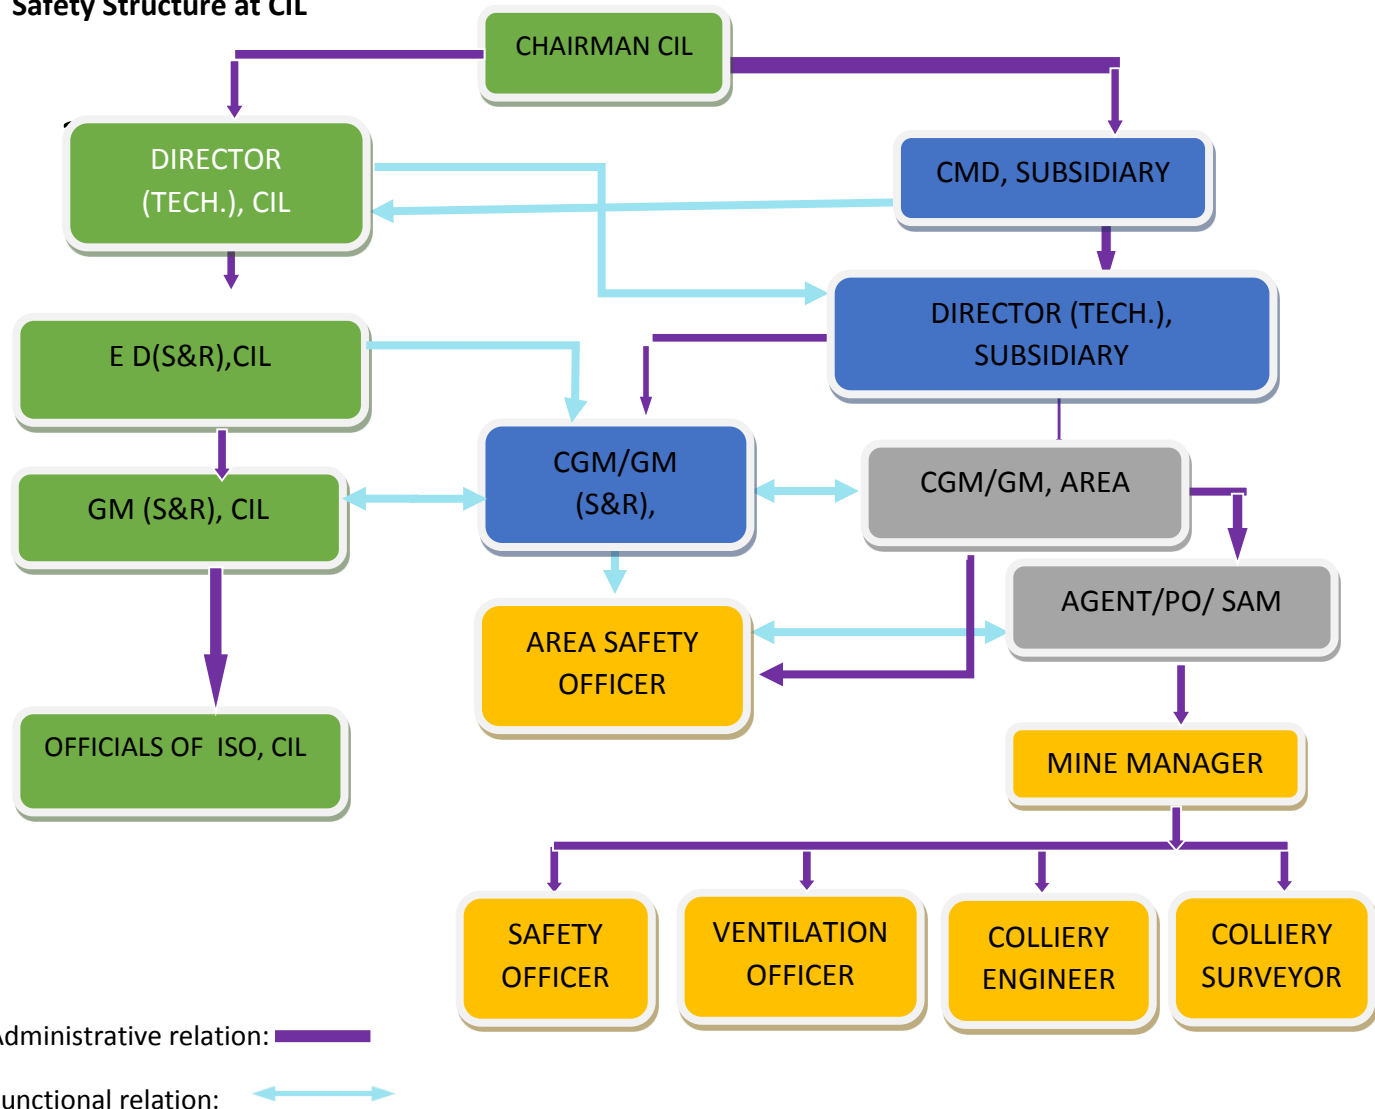 Safety Structure at CIL
CHAIRMAN CIL
DIRECTOR
(TECH.), CIL
CMD, SUBSIDIARY
DIRECTOR (TECH.),
SUBSIDIARY
E D(S&R),CIL
CGM/GM
(S&R),
CGM/GM, AREA
GM (S&R), CIL
AGENT/PO/ SAM
AREA SAFETY
OFFICER
OFFICIALS OF  ISO, CIL
MINE MANAGER
SAFETY
OFFICER
VENTILATION
OFFICER
COLLIERY
ENGINEER
COLLIERY
SURVEYOR
Administrative relation:
unctional relation: